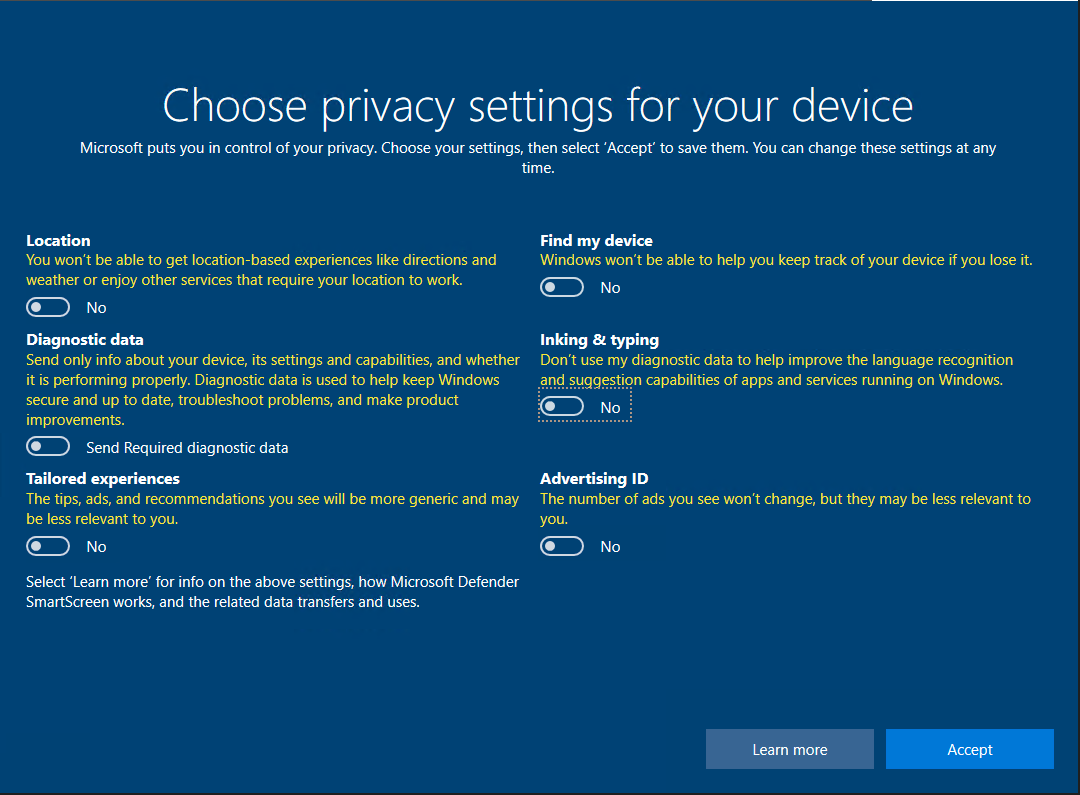 Choose privacy settings for your device
Microsoft puts you in control of your privacy. Choose your settings, then select ‘Accept’ to save them. You can change these settings at any
time.
Location
You won’t be able to get location-based experiences like directions and
weather or enjoy other services that require your location to work.
No
Find my device
Windows won’t be able to help you keep track of your device if you lose it.
No
Diagnostic data
Send only info about your device, its settings and capabilities, and whether
it is performing properly. Diagnostic data is used to help keep Windows
secure and up to date, troubleshoot problems, and make product
improvements.
Send Required diagnostic data
Inking & typing
Don’t use my diagnostic data to help improve the language recognition
and suggestion capabilities of apps and services running on Windows.
No
Tailored experiences
The tips, ads, and recommendations you see will be more generic and may
be less relevant to you.
No
Advertising ID
The number of ads you see won’t change, but they may be less relevant to
you.
No
Select ‘Learn more’ for info on the above settings, how Microsoft Defender
SmartScreen works, and the related data transfers and uses.
Learn more
Accept